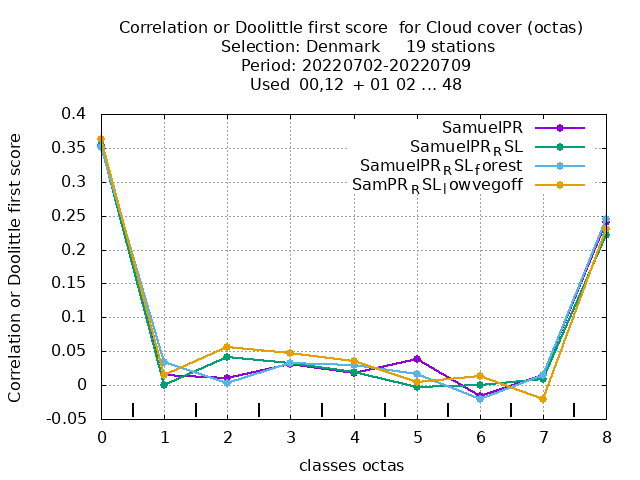 Correlation or Doolittle first score  for Cloud cover (octas)
Selection: Denmark     19 stations
Period: 20220702-20220709
Used  00,12  + 01 02 ... 48
Correlation or Doolittle first score
0.4
0.35
0.3
0.25
0.2
0.15
0.1
0.05
0
-0.05
SamuelPR
SamuelPR_RSL
SamuelPR_RSL_forest
SamPR_RSL_lowvegoff
0 1 2 3 4 5 6 7 8
classes octas